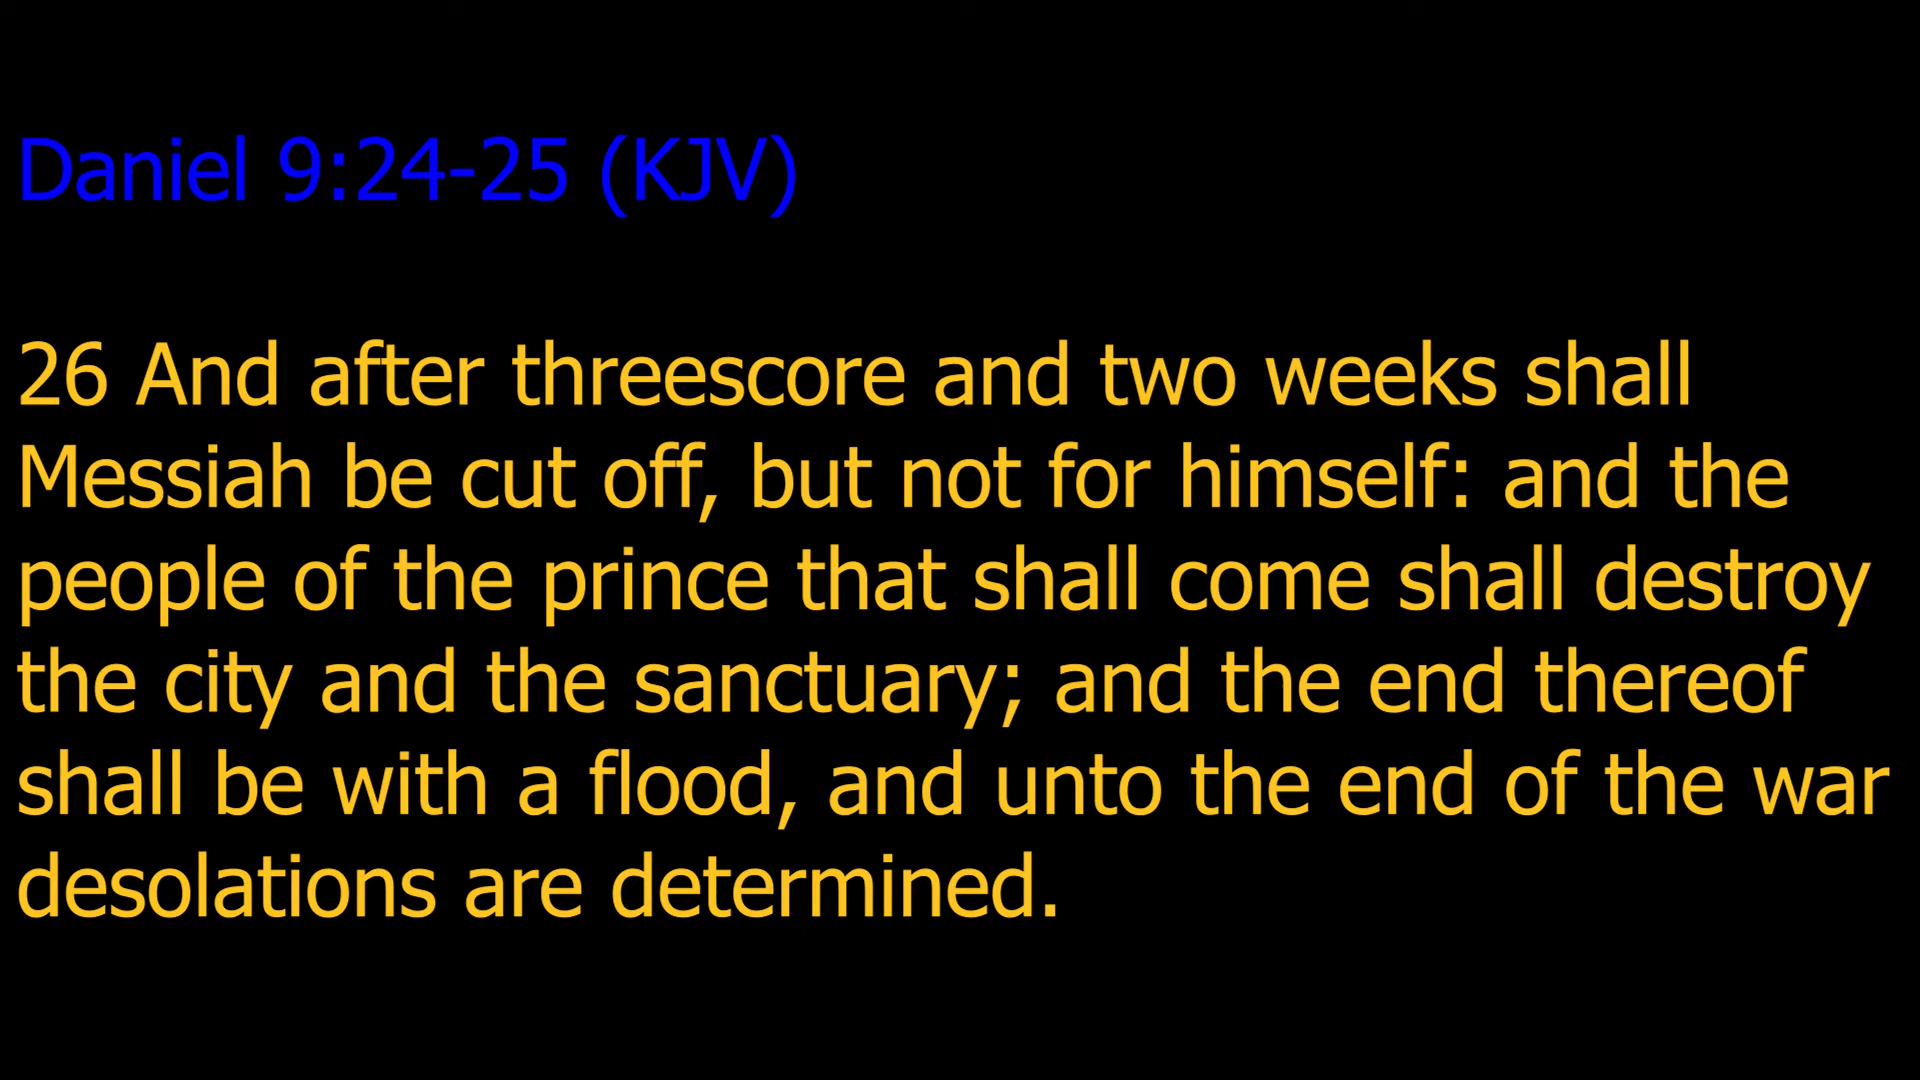 Daniel 9:24-25 (KJV)
26 And after threescore and two weeks shall
Messiah be cut off, but not for himself: and the
people of the prince that shall come shall destroy
the city and the sanctuary; and the end thereof
shall be with a flood, and unto the end of the war
desolations are determined.